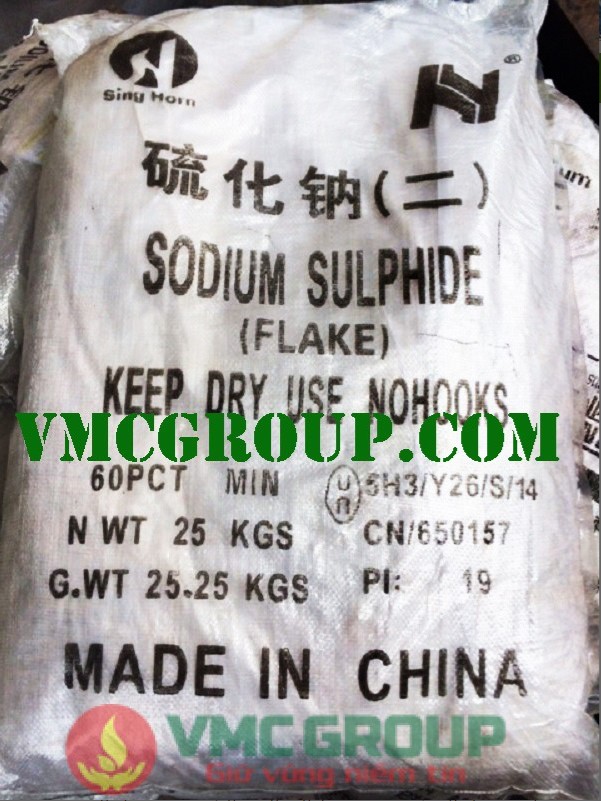 Sing Horn
®
硫化钠(二)
SODIUM SULPHIDE
(FLAKE)
KEEP DRY USE NOHOOKS
VMCGROUP.COM
60PCT MIN un 5H3/Y26/S/14
N WT 25 KGS CN/650157
G.WT 25.25 KGS PI: 19
MADE IN CHINA
VMC GROUP
Giữ vững niềm tin